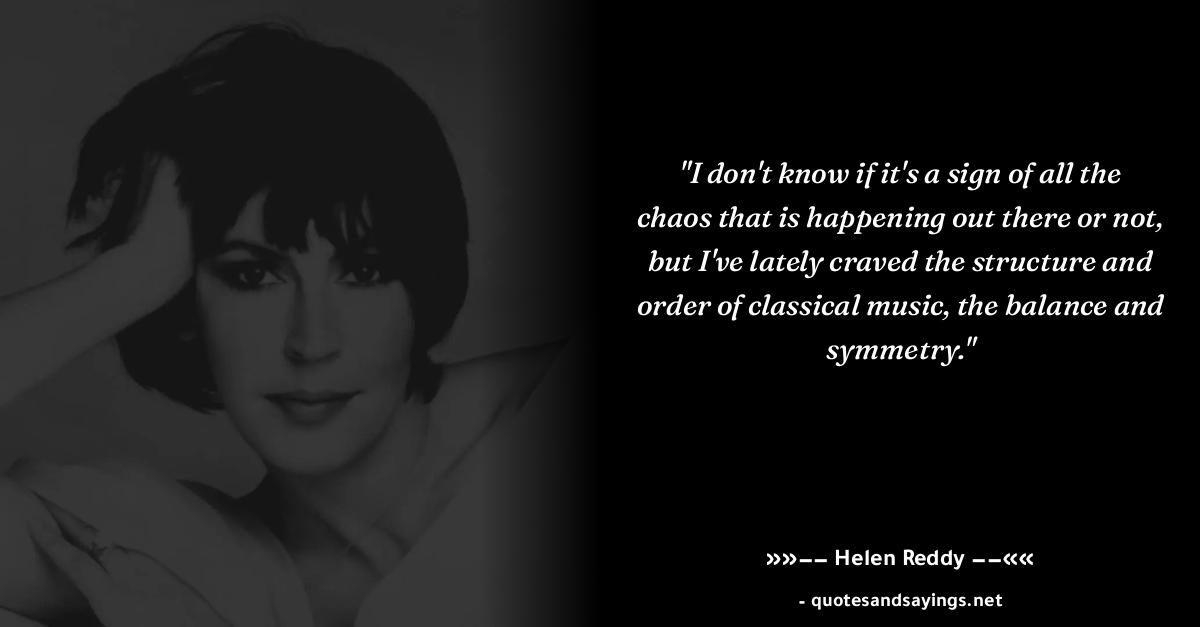 "I don't know if it's a sign of all the
chaos that is happening out there or not,
but I've lately craved the structure and
order of classical music, the balance and
symmetry."
»»–– Helen Reddy ––««
- quotesandsayings.net